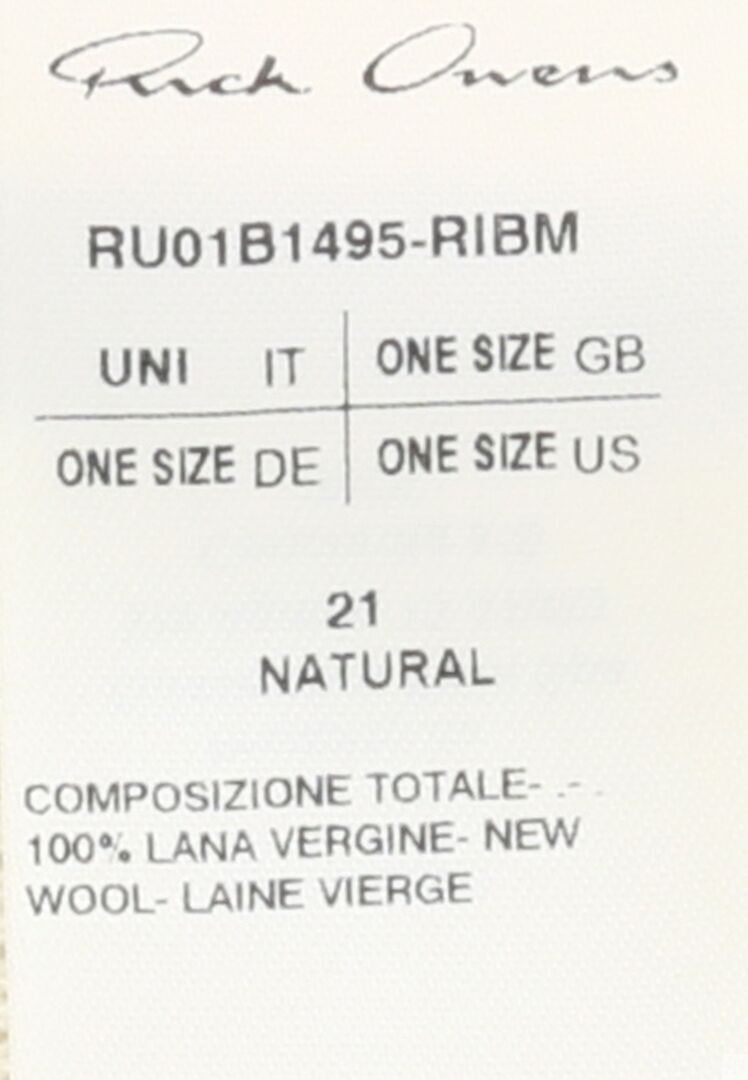 Rick Owens
RU01B1495-RIBM
UNI IT ONE SIZE GB
ONE SIZE DE ONE SIZE US
21
NATURAL
COMPOSIZIONE TOTALE- .- .
100% LANA VERGINE- NEW
WOOL- LAINE VIERGE